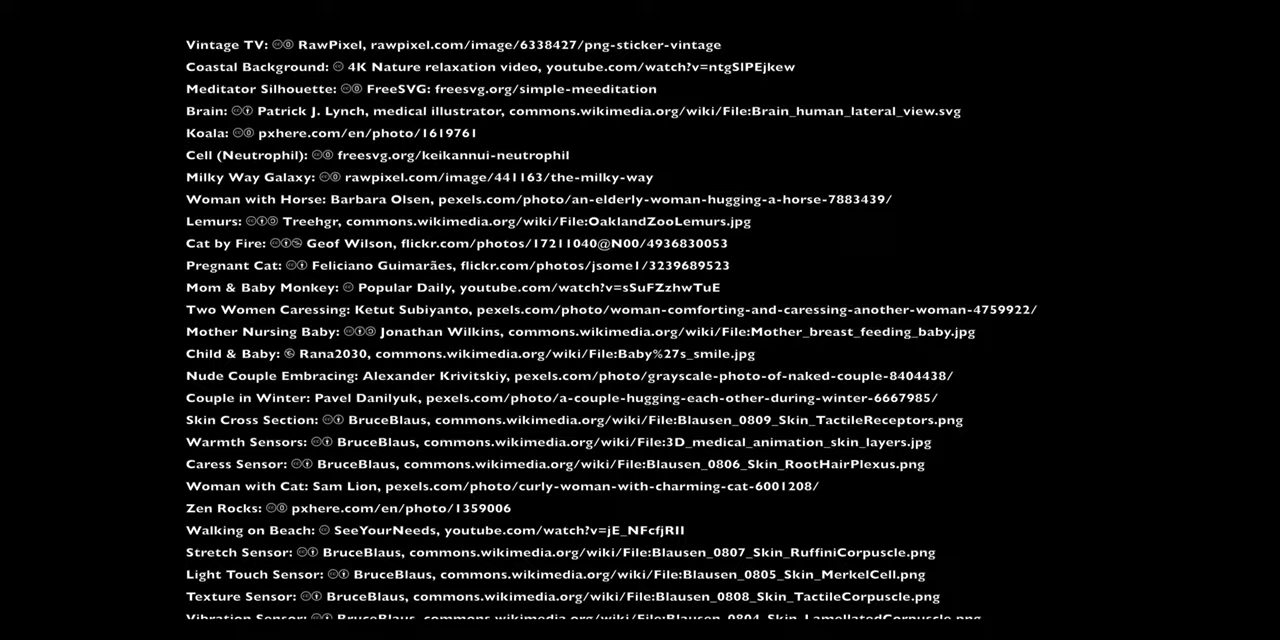 Vintage TV: RawPixel, rawpixel.com/image/6338427/png-sticker-vintage
Coastal Background: 4K Nature relaxation video, youtube.com/watch?v=ntgSlPEjkew
Meditator Silhouette: FreeSVG: freesvg.org/simple-meeditation
Brain: Patrick J. Lynch, medical illustrator, commons.wikimedia.org/wiki/File:Brain_human_lateral_view.svg
Koala: pxhere.com/en/photo/1619761
Cell (Neutrophil): freesvg.org/keikannui-neutrophil
Milky Way Galaxy: rawpixel.com/image/441163/the-milky-way
Woman with Horse: Barbara Olsen, pexels.com/photo/an-elderly-woman-hugging-a-horse-7883439/
Lemurs: Treehgr, commons.wikimedia.org/wiki/File:OaklandZooLemurs.jpg
Cat by Fire: Geof Wilson, flickr.com/photos/17211040@N00/4936830053
Pregnant Cat: Feliciano Guimarães, flickr.com/photos/jsome1/3239689523
Mom & Baby Monkey: Popular Daily, youtube.com/watch?v=sSuFZzhwTuE
Two Women Caressing: Ketut Subiyanto, pexels.com/photo/woman-comforting-and-caressing-another-woman-4759922/
Mother Nursing Baby: Jonathan Wilkins, commons.wikimedia.org/wiki/File:Mother_breast_feeding_baby.jpg
Child & Baby: Rana2030, commons.wikimedia.org/wiki/File:Baby%27s_smile.jpg
Nude Couple Embracing: Alexander Krivitskiy, pexels.com/photo/grayscale-photo-of-naked-couple-8404438/
Couple in Winter: Pavel Danilyuk, pexels.com/photo/a-couple-hugging-each-other-during-winter-6667985/
Skin Cross Section: BruceBlaus, commons.wikimedia.org/wiki/File:Blausen_0809_Skin_TactileReceptors.png
Warmth Sensors: BruceBlaus, commons.wikimedia.org/wiki/File:3D_medical_animation_skin_layers.jpg
Caress Sensor: BruceBlaus, commons.wikimedia.org/wiki/File:Blausen_0806_Skin_RootHairPlexus.png
Woman with Cat: Sam Lion, pexels.com/photo/curly-woman-with-charming-cat-6001208/
Zen Rocks: pxhere.com/en/photo/1359006
Walking on Beach: SeeYourNeeds, youtube.com/watch?v=jE_NFcfjRII
Stretch Sensor: BruceBlaus, commons.wikimedia.org/wiki/File:Blausen_0807_Skin_RuffiniCorpuscle.png
Light Touch Sensor: BruceBlaus, commons.wikimedia.org/wiki/File:Blausen_0805_Skin_MerkelCell.png
Texture Sensor: BruceBlaus, commons.wikimedia.org/wiki/File:Blausen_0808_Skin_TactileCorpuscle.png
Vibration Sensor: BruceBlaus, commons.wikimedia.org/wiki/File:Blausen_0804_Skin_LamellatedCorpuscle.png